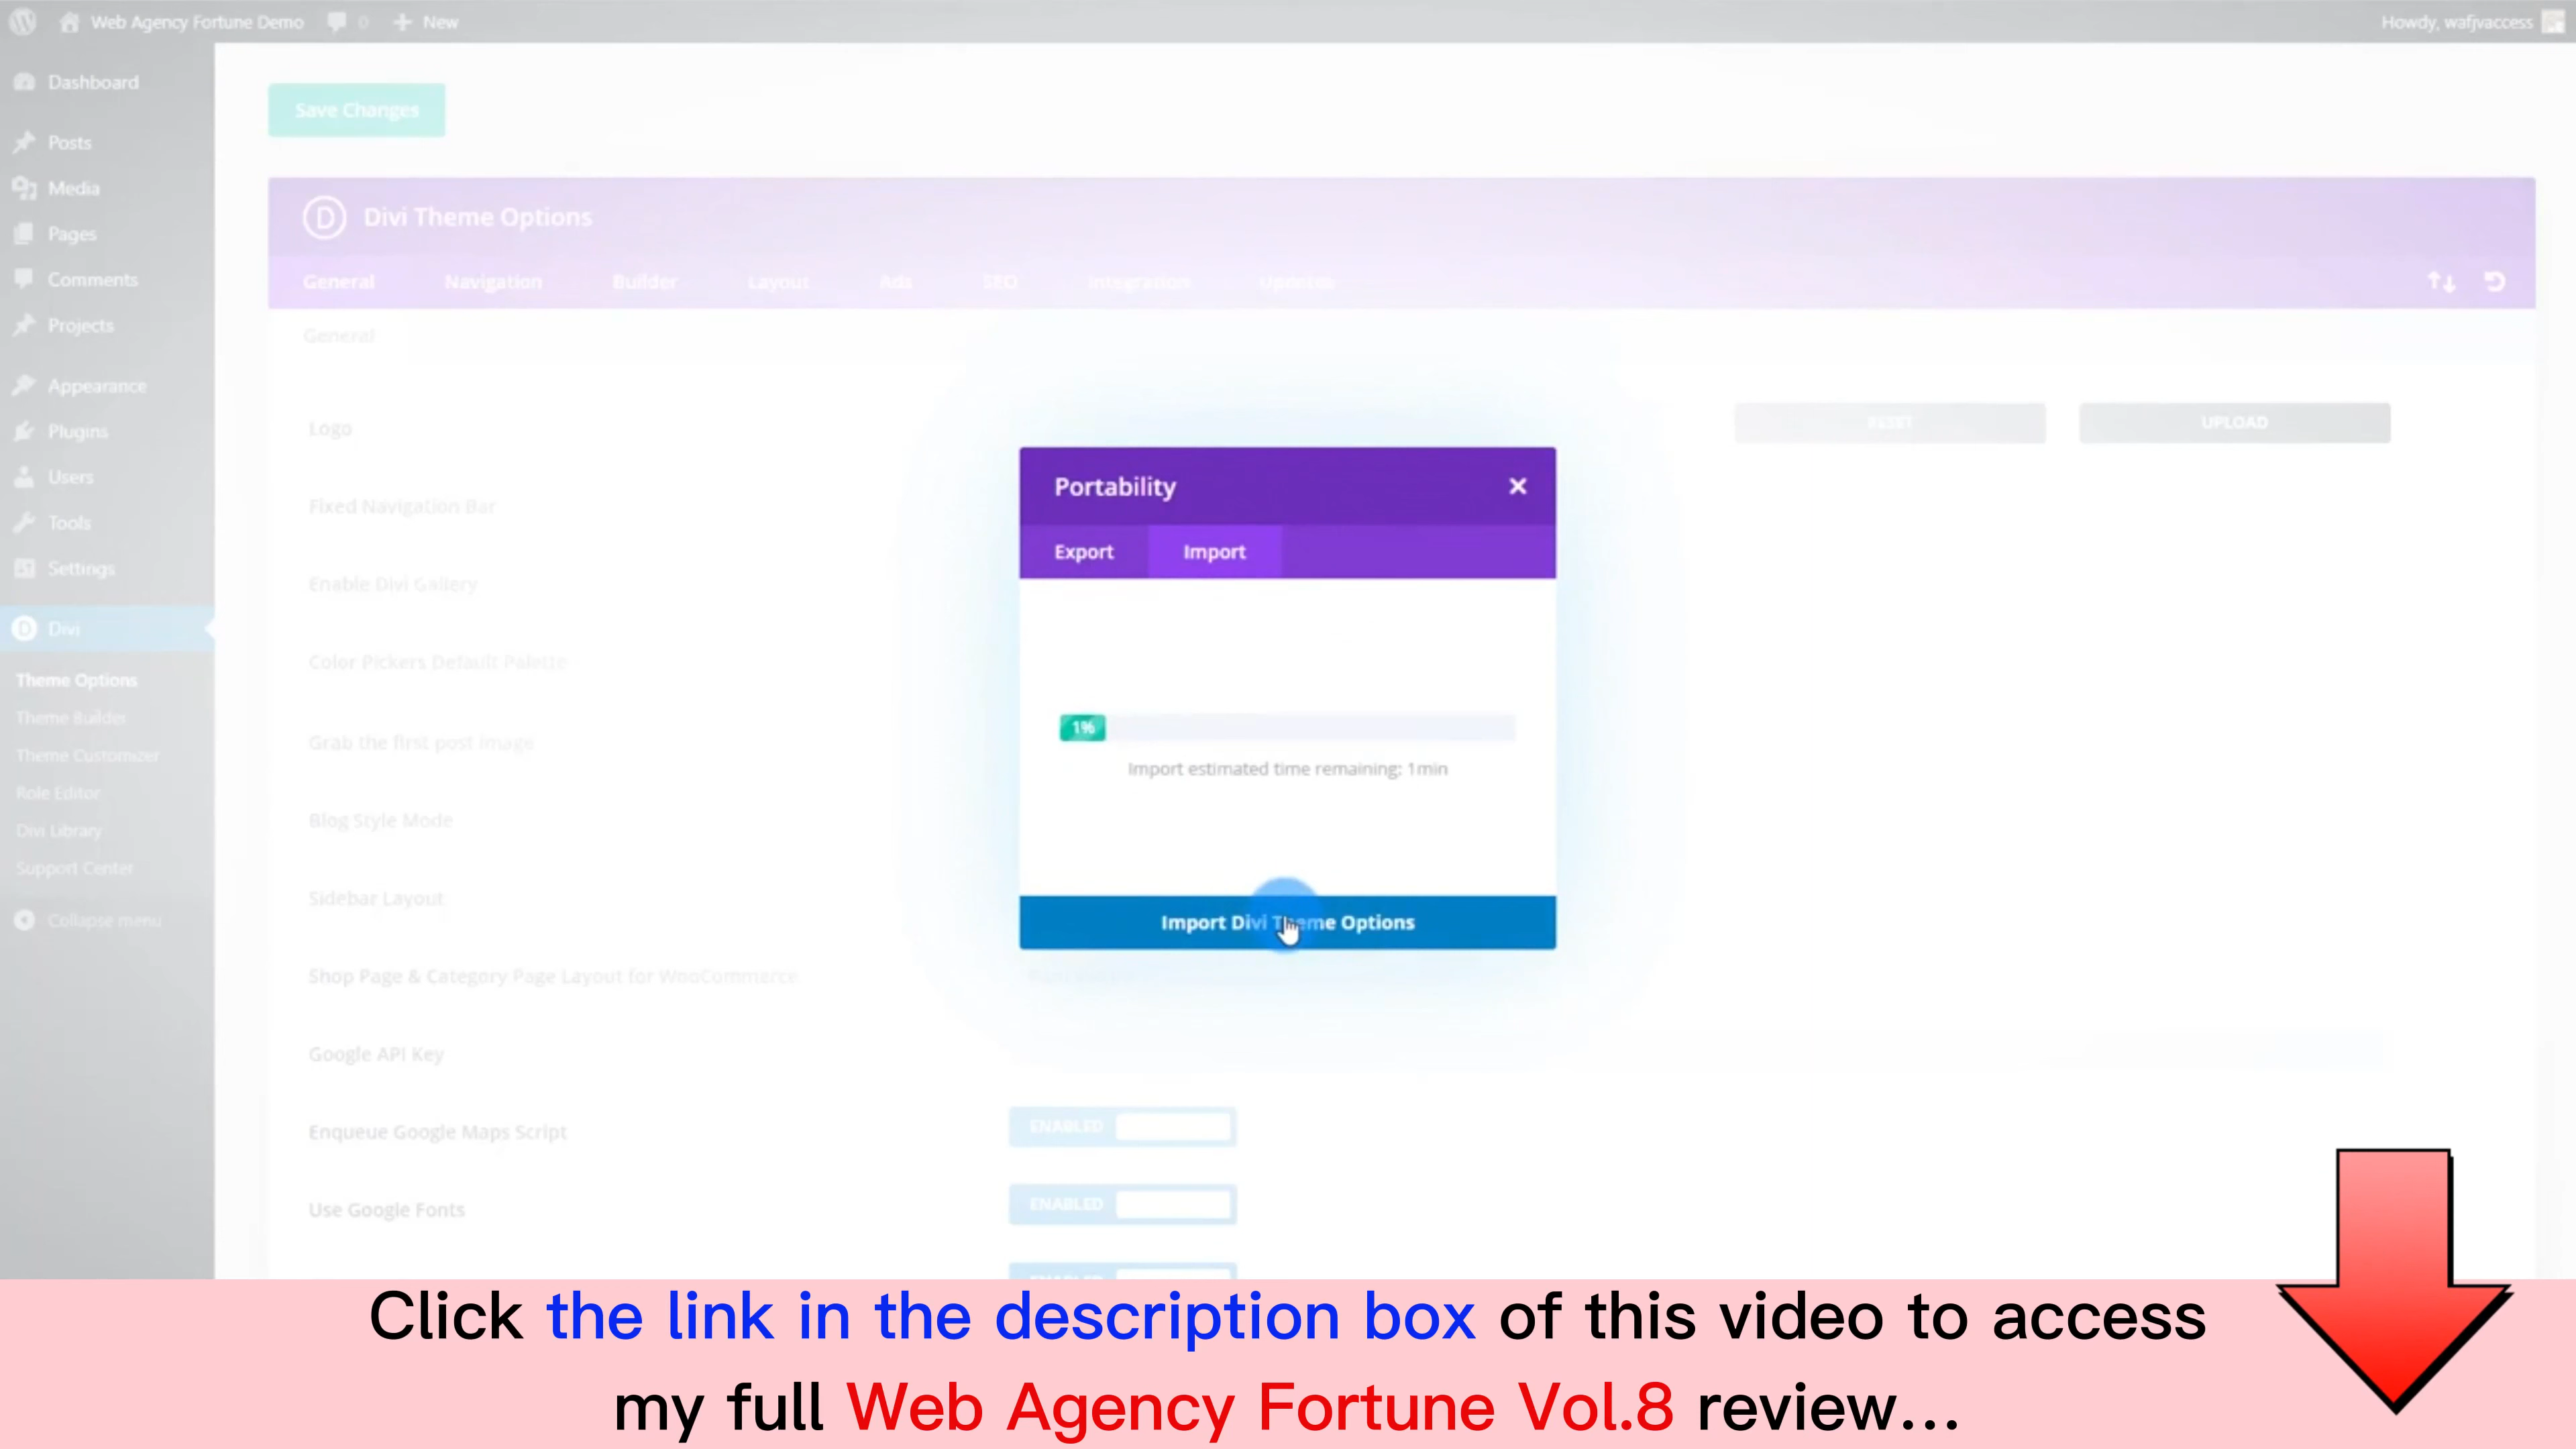 Web Agency Fortune Demo
0
New
Howdy, wafjvaccess
Dashboard
Posts
Media
Pages
Comments
Projects
Appearance
Plugins
Users
Tools
Settings
Divi
Theme Options
Theme Builder
Theme Customizer
Role Editor
Divi Library
Support Center
Collapse menu
Save Changes
Divi Theme Options
General
Navigation
Builder
Layout
Ads
SEO
Integration
Updates
General
Logo
RESET
UPLOAD
Fixed Navigation Bar
Enable Divi Gallery
Color Pickers Default Palette
Grab the first post image
Blog Style Mode
Sidebar Layout
Shop Page & Category Page Layout for WooCommerce
Google API Key
Enqueue Google Maps Script
ENABLED
Use Google Fonts
ENABLED
ENABLED
Portability
Export
Import
1%
Import estimated time remaining: 1min
Import Divi Theme Options
Click the link in the description box of this video to access
my full Web Agency Fortune Vol.8 review...